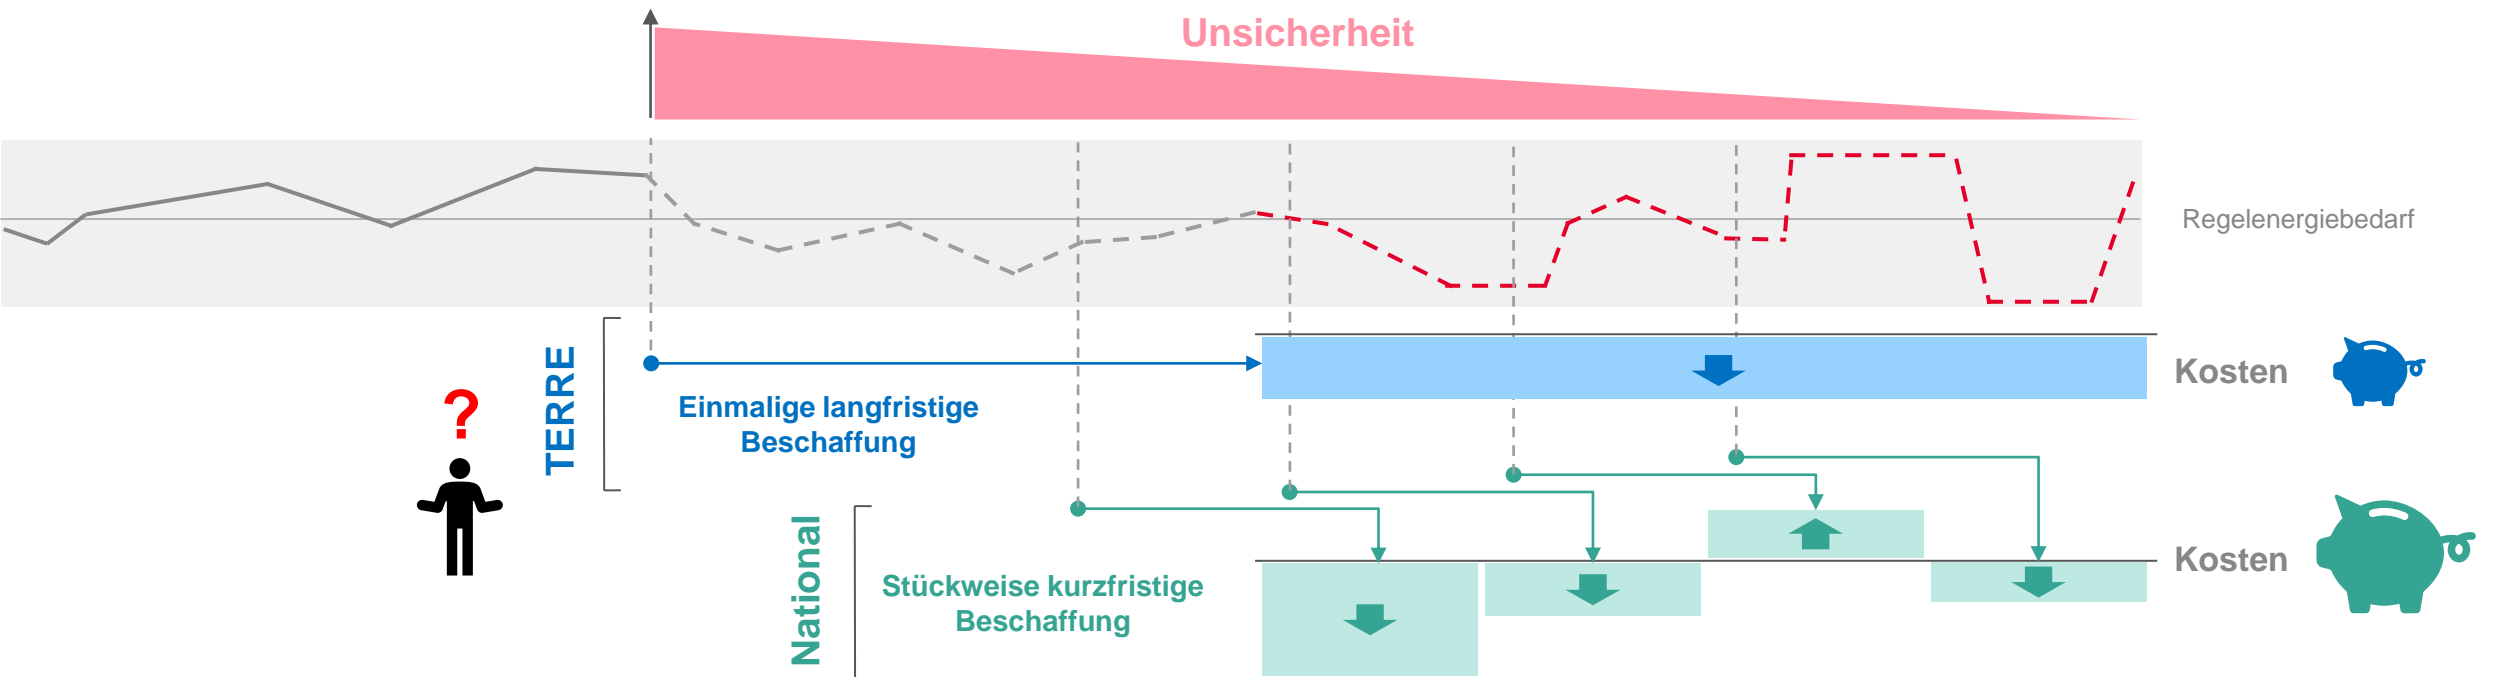 Unsicherheit
Regelenergiebedarf
TERRE
Kosten
Einmalige langfristige
Beschaffung
?
National
Stückweise kurzfristige
Beschaffung
Kosten